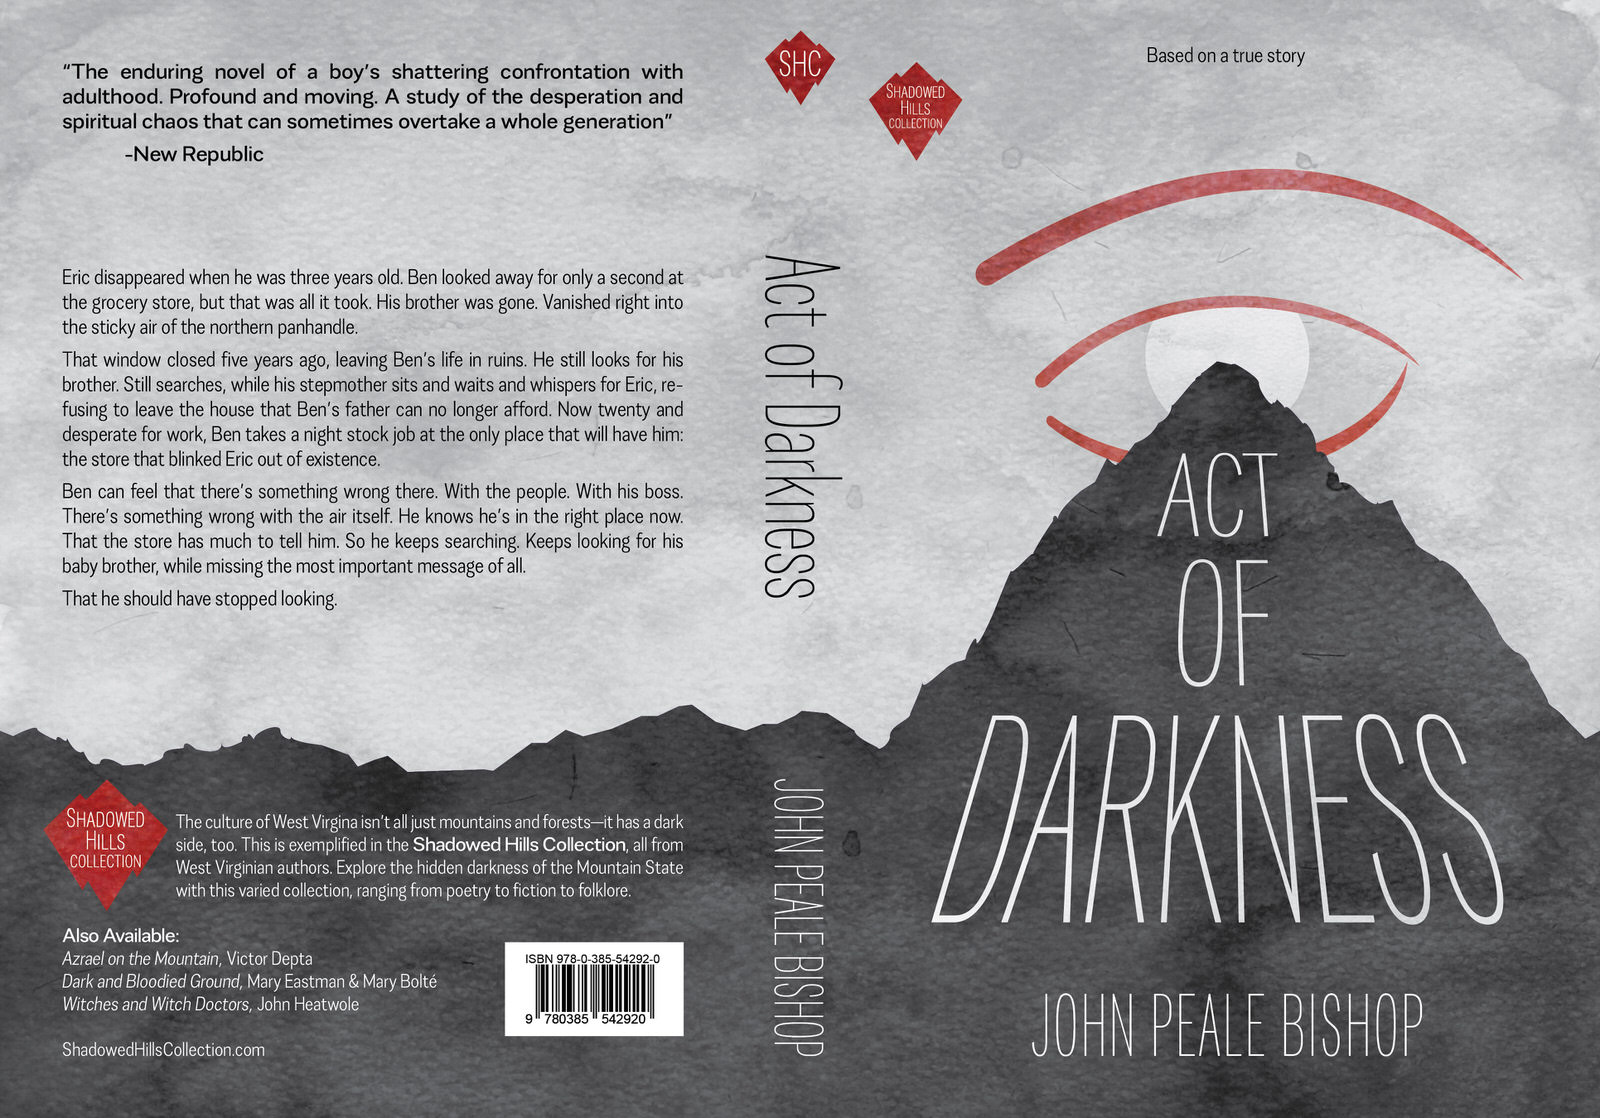 “The enduring novel of a boy’s shattering confrontation with
adulthood. Profound and moving. A study of the desperation and
spiritual chaos that can sometimes overtake a whole generation”
-New Republic
Eric disappeared when he was three years old. Ben looked away for only a second at
the grocery store, but that was all it took. His brother was gone. Vanished right into
the sticky air of the northern panhandle.
That window closed five years ago, leaving Ben’s life in ruins. He still looks for his
brother. Still searches, while his stepmother sits and waits and whispers for Eric, re-
fusing to leave the house that Ben’s father can no longer afford. Now twenty and
desperate for work, Ben takes a night stock job at the only place that will have him:
the store that blinked Eric out of existence.
Ben can feel that there’s something wrong there. With the people. With his boss.
There’s something wrong with the air itself. He knows he’s in the right place now.
That the store has much to tell him. So he keeps searching. Keeps looking for his
baby brother, while missing the most important message of all.
That he should have stopped looking.
SHADOWED
HILLS
COLLECTION
The culture of West Virgina isn’t all just mountains and forests—it has a dark
side, too. This is exemplified in the Shadowed Hills Collection, all from
West Virginian authors. Explore the hidden darkness of the Mountain State
with this varied collection, ranging from poetry to fiction to folklore.
Also Available:
Azrael on the Mountain, Victor Depta
Dark and Bloodied Ground, Mary Eastman & Mary Bolté
Witches and Witch Doctors, John Heatwole
ShadowedHillsCollection.com
ISBN 978-0-385-54292-0
9 780385 542920
SHC
Act of Darkness
JOHN PEALE BISHOP
SHADOWED
HILLS
COLLECTION
Based on a true story
ACT
OF
DARKNESS
JOHN PEALE BISHOP